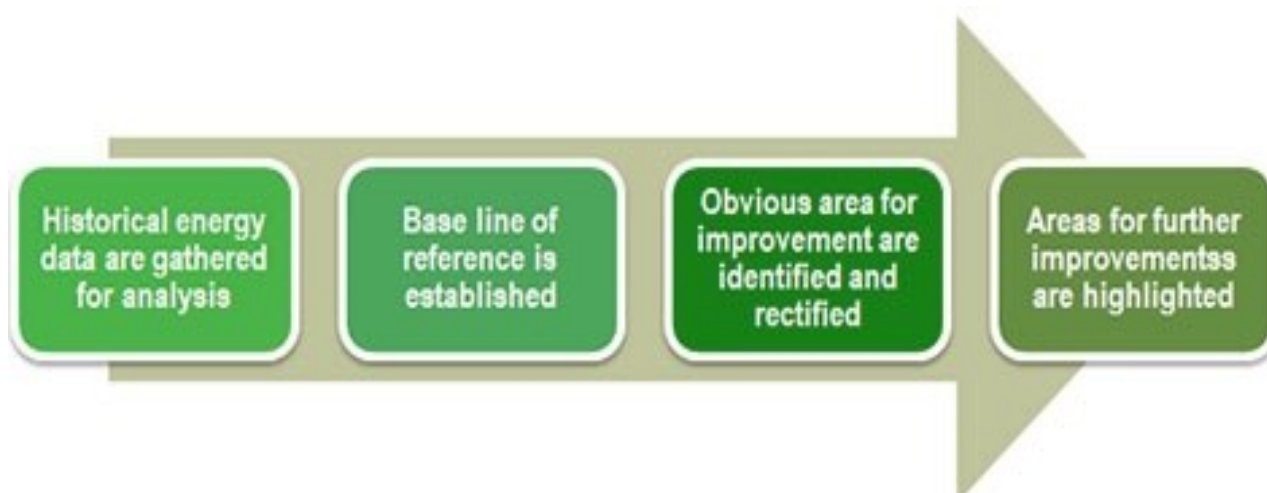 Historical energy
data are gathered
for analysis
Base line of
reference is
established
Obvious area for
improvement are
identified and
rectified
Areas for further
improvementss
are highlighted